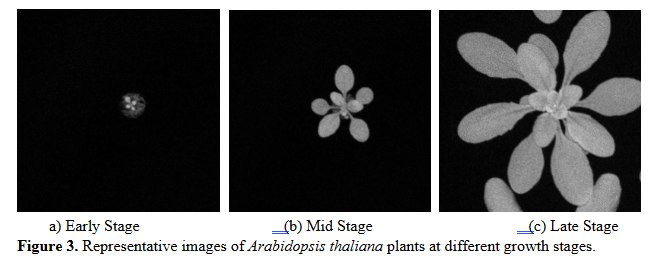 a) Early Stage (b) Mid Stage (c) Late Stage
Figure 3. Representative images of Arabidopsis thaliana plants at different growth stages.